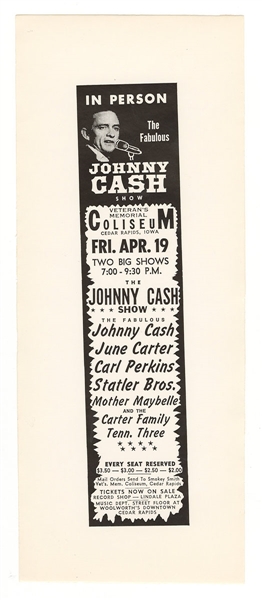 IN PERSON
The
Fabulous
JOHNNY
CASH
SHOW
VETERAN'S
MEMORIAL
COLISEUM
CEDAR RAPIDS, IOWA
FRI. APR. 19
TWO BIG SHOWS
7:00 - 9:30 P.M.
THE
JOHNNY CASH
★ ★ ★ SHOW ★ ★ ★
THE FABULOUS
Johnny Cash
June Carter
Carl Perkins
Statler Bros.
Mother Maybelle
AND THE
Carter Family
Tenn. Three
★ ★ ★ ★
★ ★ ★ ★
EVERY SEAT RESERVED
$3.50 — $3.00 — $2.50 — $2.00
Mail Orders Send To Smokey Smith
Vet's. Mem. Coliseum, Cedar Rapids
TICKETS NOW ON SALE
RECORD SHOP — LINDALE PLAZA
MUSIC DEPT. STREET FLOOR AT
WOOLWORTH'S DOWNTOWN
CEDAR RAPIDS